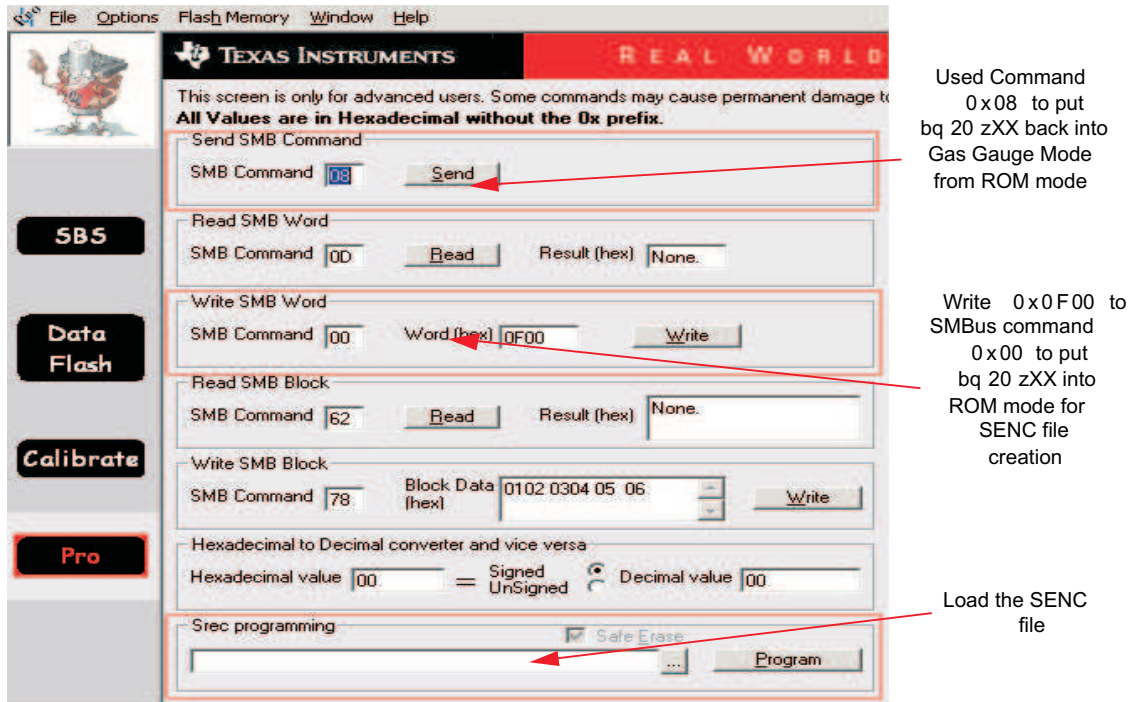 File Options Flash Memory Window Help
TEXAS INSTRUMENTS
REAL WORLD
This screen is only for advanced users. Some commands may cause permanent damage to
All Values are in Hexadecimal without the 0x prefix.
Send SMB Command
SMB Command 08 Send
Read SMB Word
SMB Command 0D Read Result (hex) None.
Write SMB Word
SMB Command 00 Word (hex) 0F00 Write
Read SMB Block
SMB Command 62 Read Result (hex) None.
Write SMB Block
SMB Command 78 Block Data (hex) 0102 0304 05 06 Write
Hexadecimal to Decimal converter and vice versa
Hexadecimal value 00 = Signed UnSigned Decimal value 00
Srec programming
Safe Erase
... Program
SBS
Data
Flash
Calibrate
Pro
Used Command
0x08 to put
bq 20 zXX back into
Gas Gauge Mode
from ROM mode
Write 0x0F00 to
SMBus command
0x00 to put
bq 20 zXX into
ROM mode for
SENC file
creation
Load the SENC
file